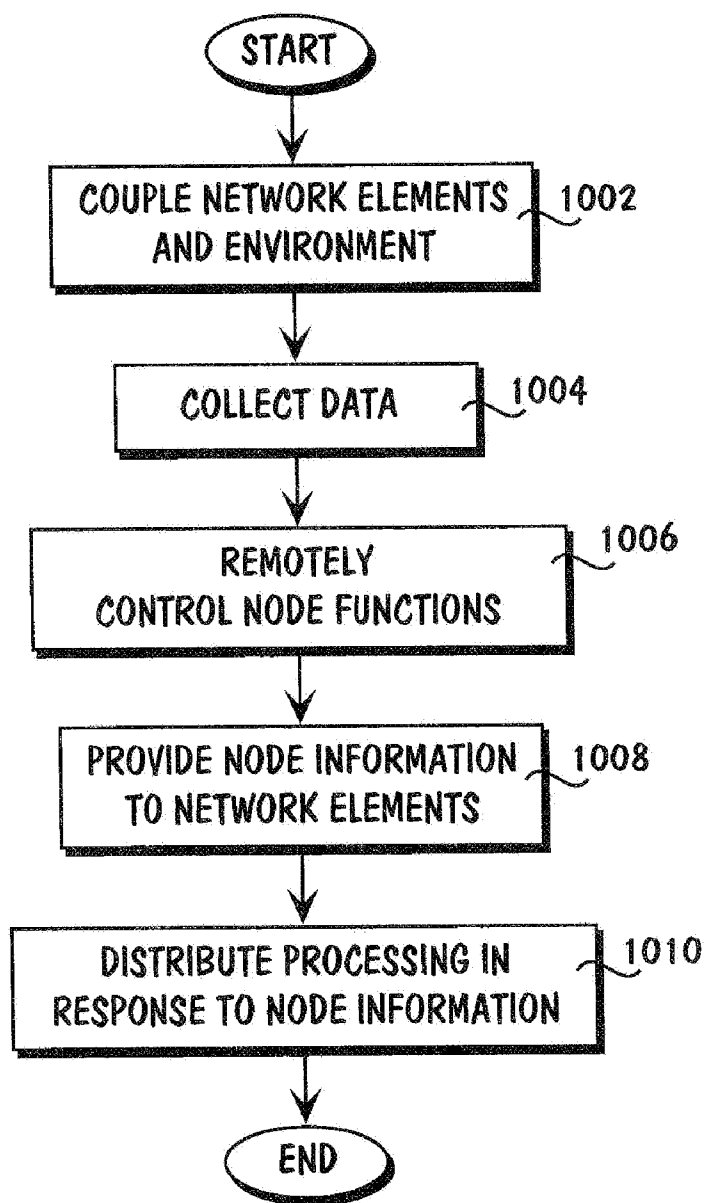 START
COUPLE NETWORK ELEMENTS
AND ENVIRONMENT
1002
COLLECT DATA
1004
REMOTELY
CONTROL NODE FUNCTIONS
1006
PROVIDE NODE INFORMATION
TO NETWORK ELEMENTS
1008
DISTRIBUTE PROCESSING IN
RESPONSE TO NODE INFORMATION
1010
END